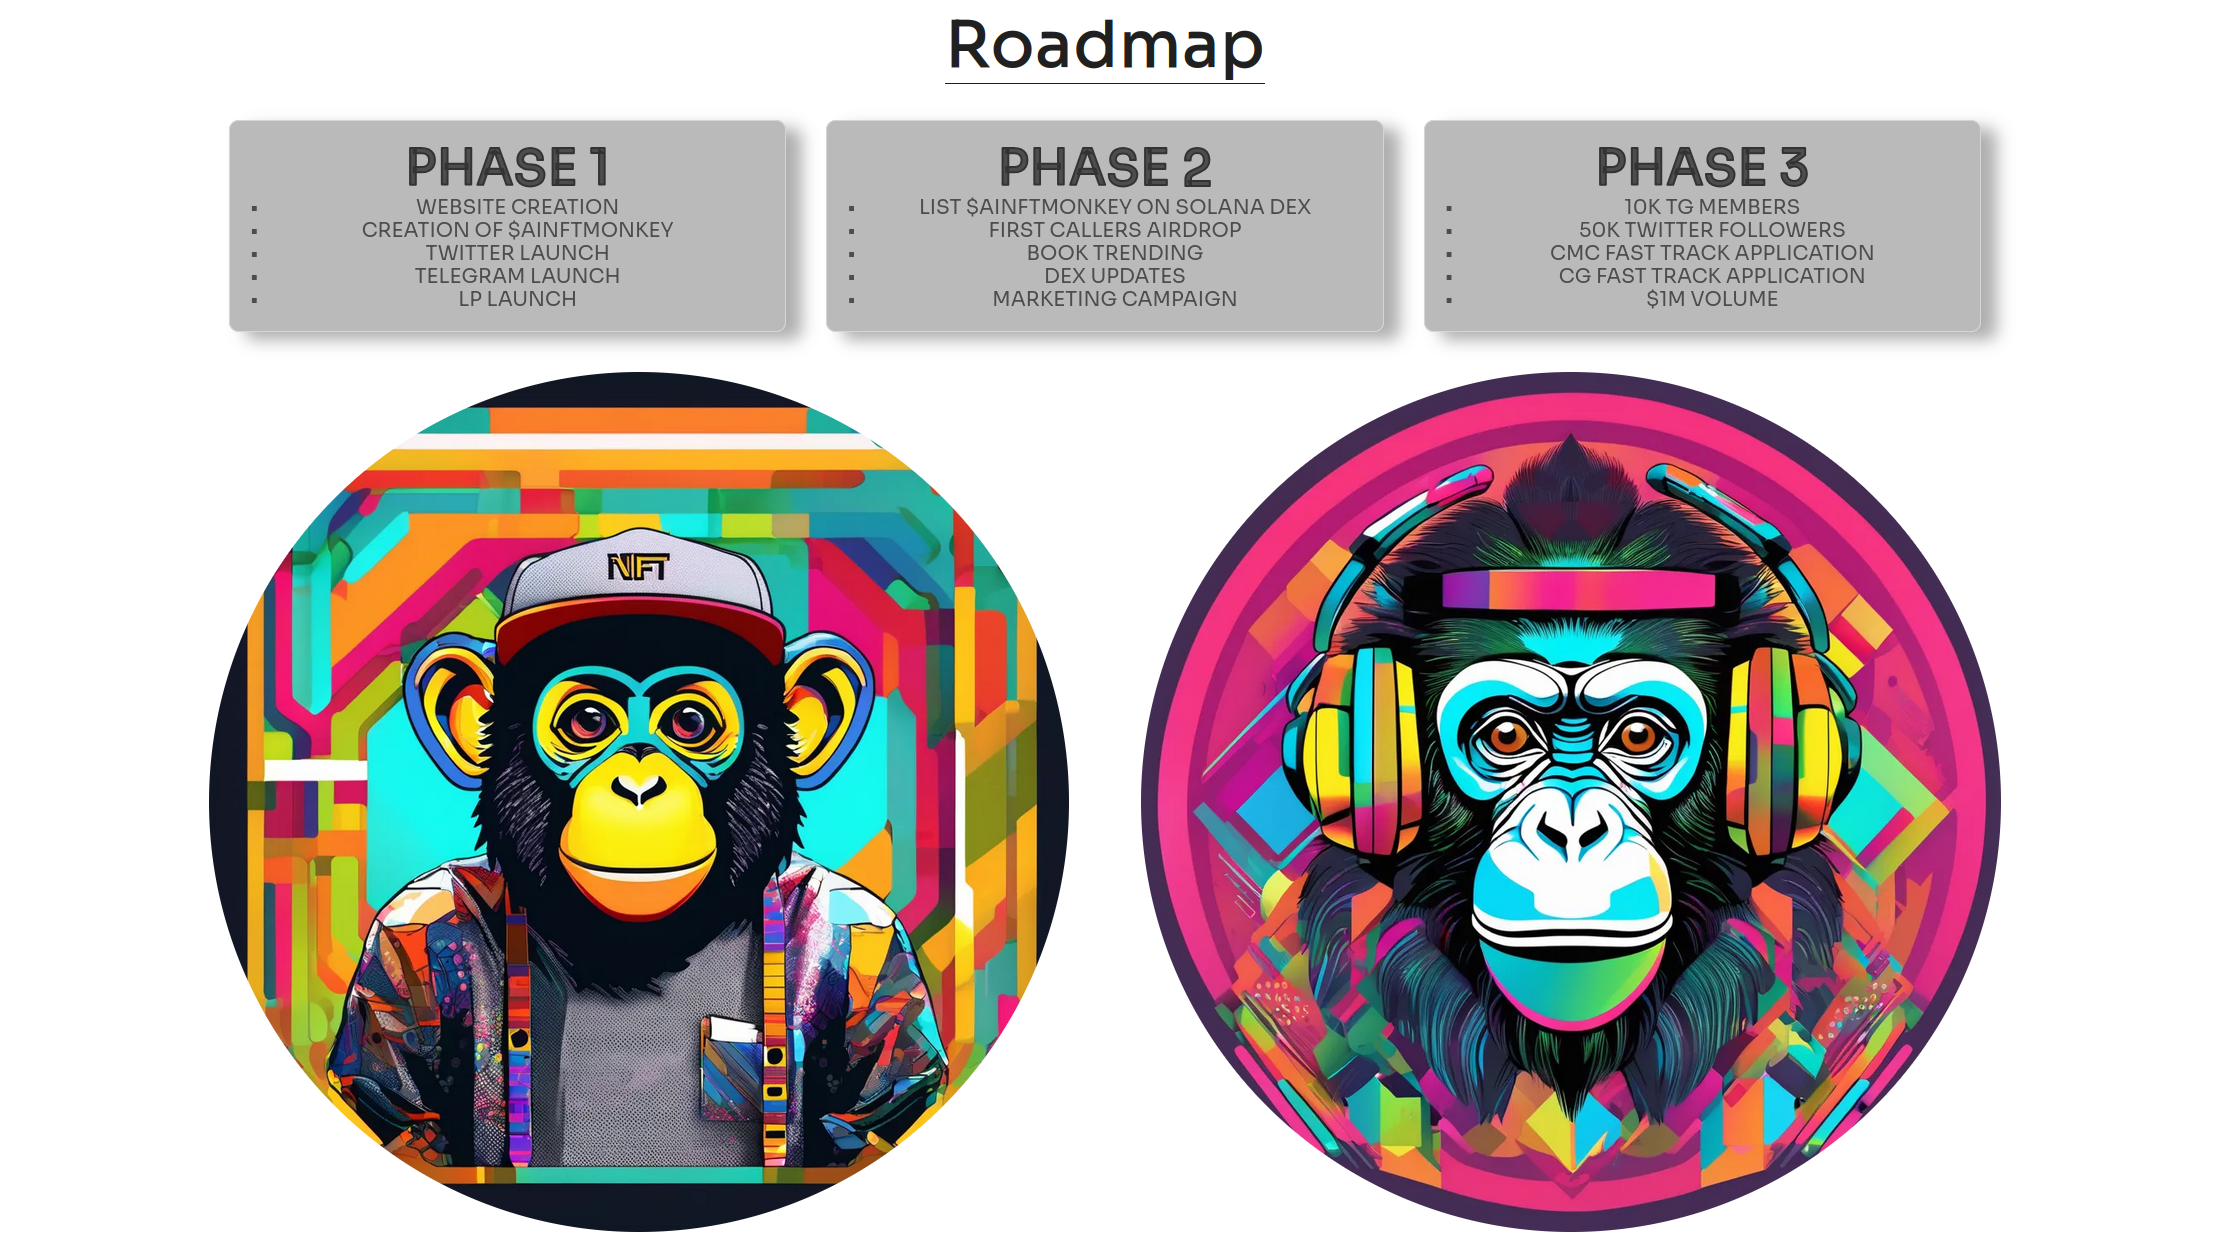 Roadmap
PHASE 1
WEBSITE CREATION
CREATION OF $AINFTMONKEY
TWITTER LAUNCH
TELEGRAM LAUNCH
LP LAUNCH
PHASE 2
LIST $AINFTMONKEY ON SOLANA DEX
FIRST CALLERS AIRDROP
BOOK TRENDING
DEX UPDATES
MARKETING CAMPAIGN
PHASE 3
10K TG MEMBERS
50K TWITTER FOLLOWERS
CMC FAST TRACK APPLICATION
CG FAST TRACK APPLICATION
$1M VOLUME
NFT